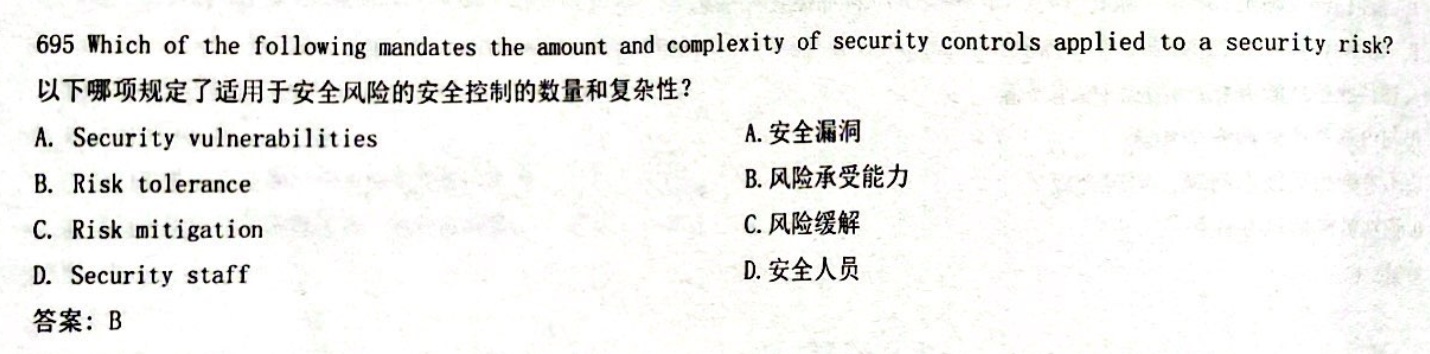 695 Which of the following mandates the amount and complexity of security controls applied to a security risk?
以下哪项规定了适用于安全风险的安全控制的数量和复杂性?
A. Security vulnerabilities A.安全漏洞
B. Risk tolerance B.风险承受能力
C. Risk mitigation C.风险缓解
D. Security staff D.安全人员
答案: B